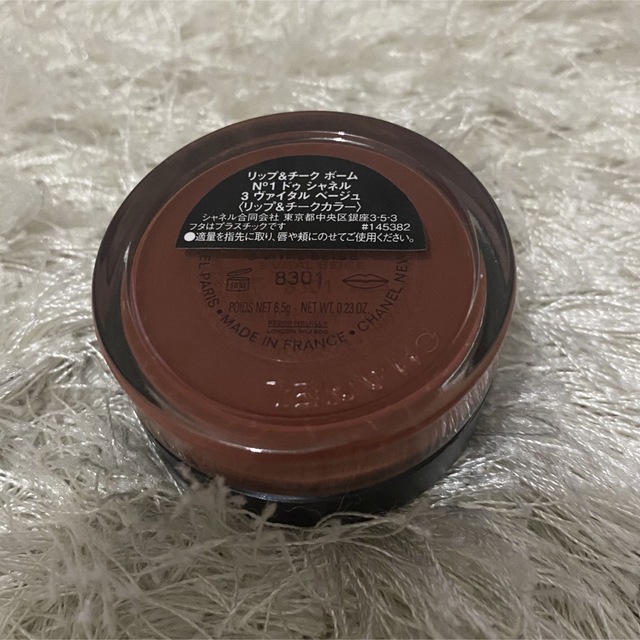 リップ&チーク ボーム
N°1 ドゥ シャネル
3 ヴァイタル ベージュ
〈リップ&チークカラー〉
シャネル合同会社 東京都中央区銀座3-5-3
フタはプラスチックです #145382
●適量を指先に取り、唇や頬にのせてご使用ください。
8301
POIDS NET 6,5g - NET WT. 0.23 OZ.
EL PARIS • MADE IN FRANCE • CHANEL NEW
CHANEL